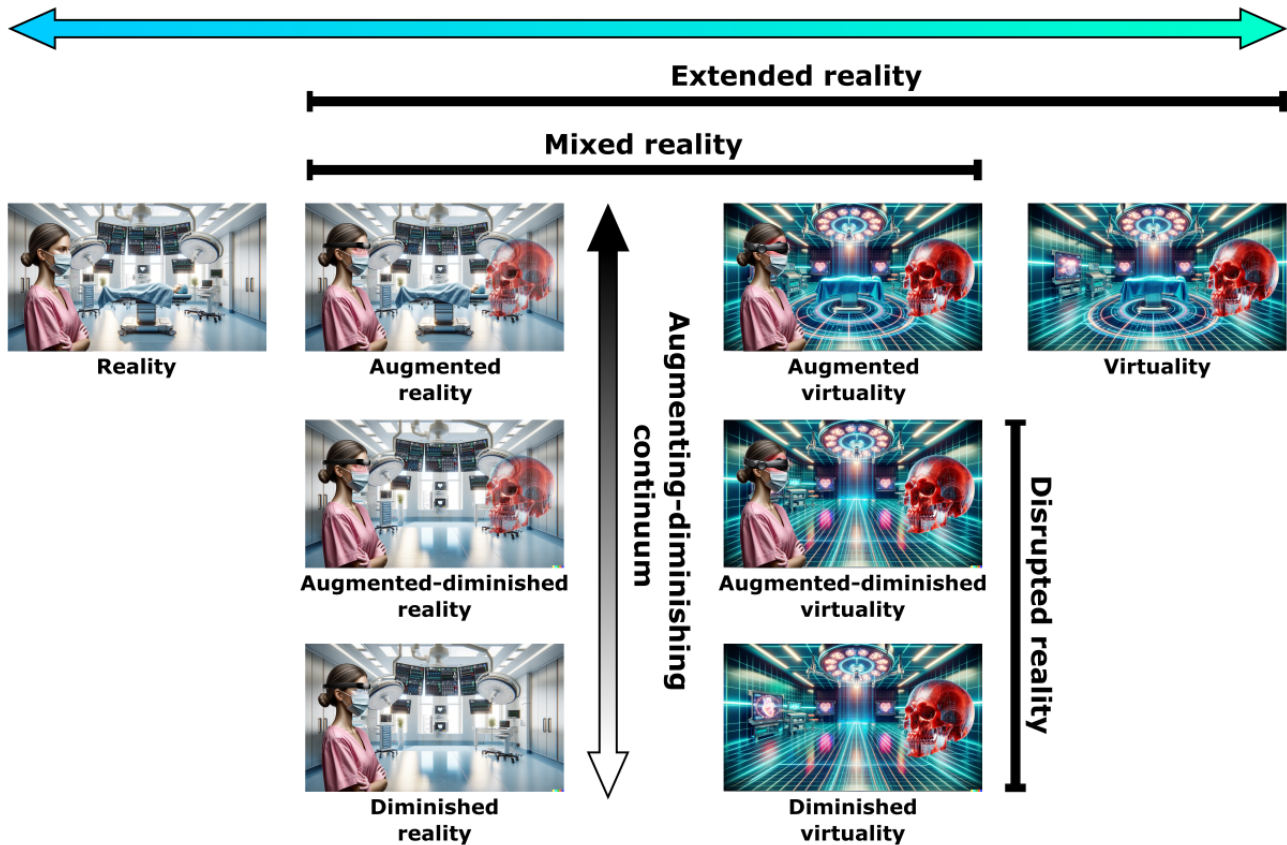 Extended reality
Mixed reality
Reality
Augmented
reality
Augmented
virtuality
Virtuality
Augmenting-diminishing
continuum
Augmented-diminished
reality
Augmented-diminished
virtuality
Disrupted reality
Diminished
reality
Diminished
virtuality